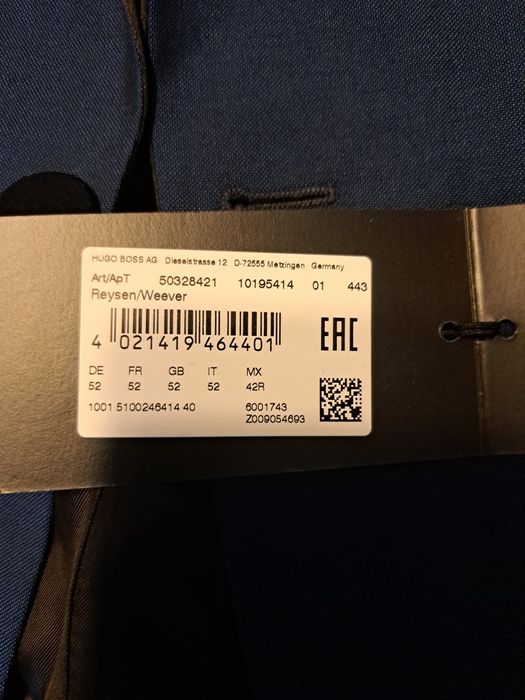 HUGO BOSS AG Dieselstrasse 12 D-72555 Metzingen Germany
Art/ApT 50328421 10195414 01 443
Reysen/Weever
4 021419 464401
EAC
DE FR GB IT MX
52 52 52 52 42R
1001 5100246414 40 6001743
Z009054693